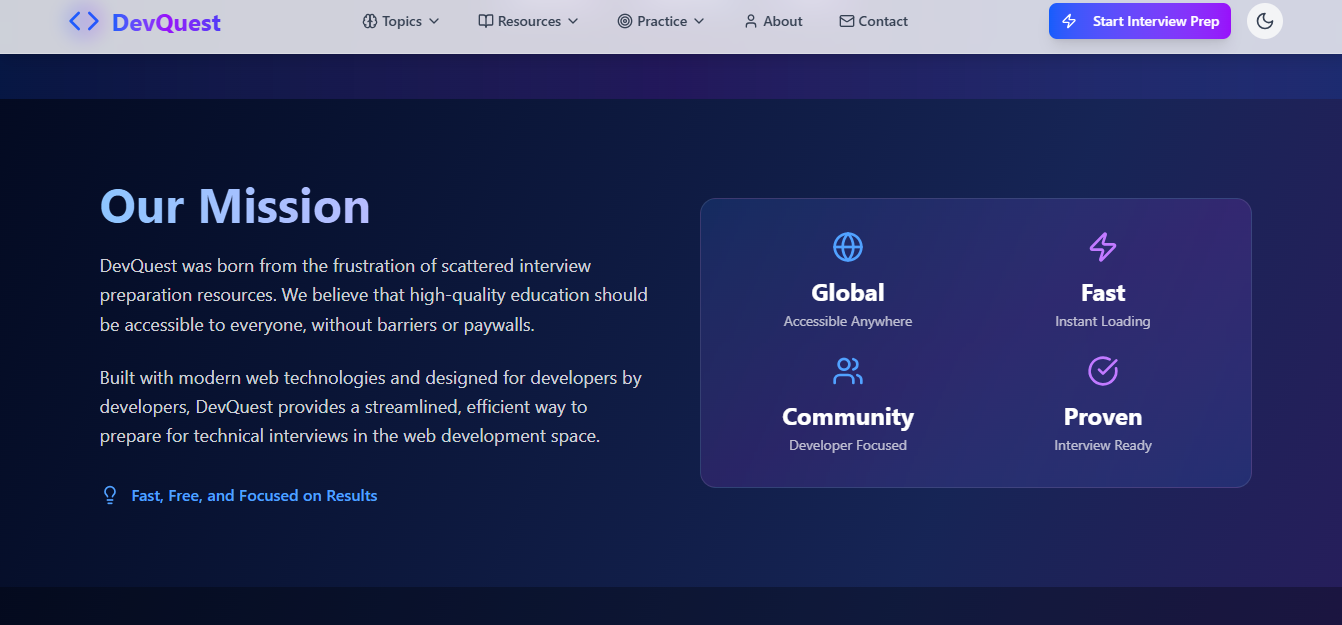 DevQuest
Topics
Resources
Practice
About
Contact
Start Interview Prep
Our Mission
DevQuest was born from the frustration of scattered interview
preparation resources. We believe that high-quality education should
be accessible to everyone, without barriers or paywalls.
Built with modern web technologies and designed for developers by
developers, DevQuest provides a streamlined, efficient way to
prepare for technical interviews in the web development space.
Fast, Free, and Focused on Results
Global
Accessible Anywhere
Fast
Instant Loading
Community
Developer Focused
Proven
Interview Ready